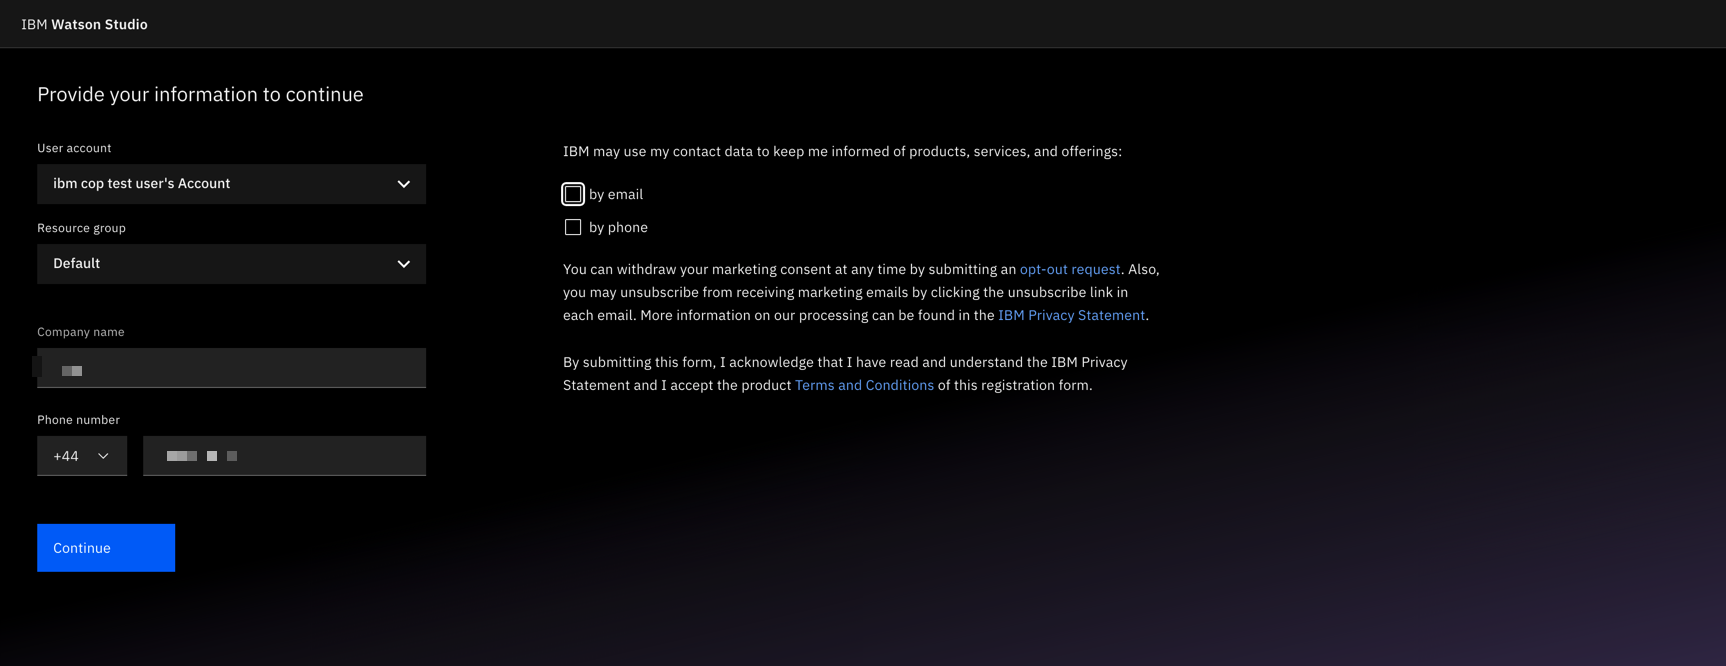 IBM Watson Studio
Provide your information to continue
User account
ibm cop test user's Account
Resource group
Default
Company name
Phone number
+44
Continue
IBM may use my contact data to keep me informed of products, services, and offerings:
by email
by phone
You can withdraw your marketing consent at any time by submitting an opt-out request. Also,
you may unsubscribe from receiving marketing emails by clicking the unsubscribe link in
each email. More information on our processing can be found in the IBM Privacy Statement.
By submitting this form, I acknowledge that I have read and understand the IBM Privacy
Statement and I accept the product Terms and Conditions of this registration form.